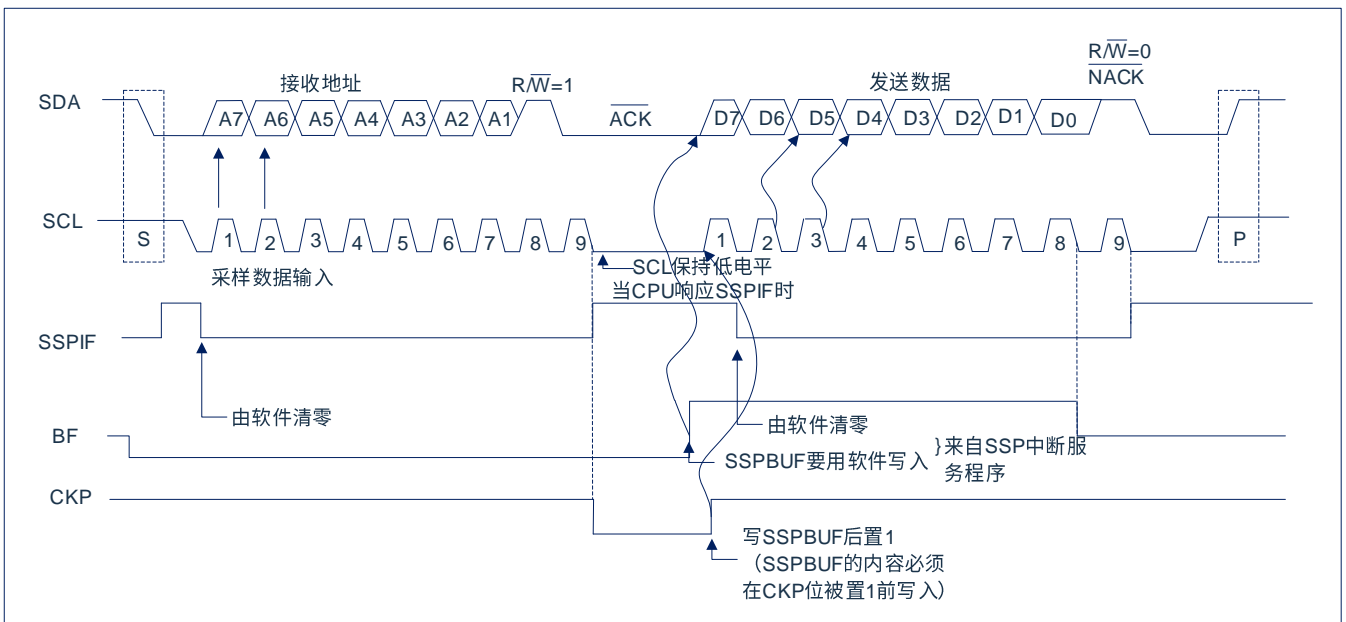 R/W=0
NACK
接收地址
R/W=1
发送数据
SDA
A7 A6 A5 A4 A3 A2 A1
ACK
D7 D6 D5 D4 D3 D2 D1 D0
SCL
S
1 2 3 4 5 6 7 8 9
1 2 3 4 5 6 7 8 9
P
采样数据输入
SCL保持低电平
当CPU响应SSPIF时
SSPIF
由软件清零
由软件清零
BF
SSPBUF要用软件写入
}来自SSP中断服
务程序
CKP
写SSPBUF后置1
（SSPBUF的内容必须
在CKP位被置1前写入）